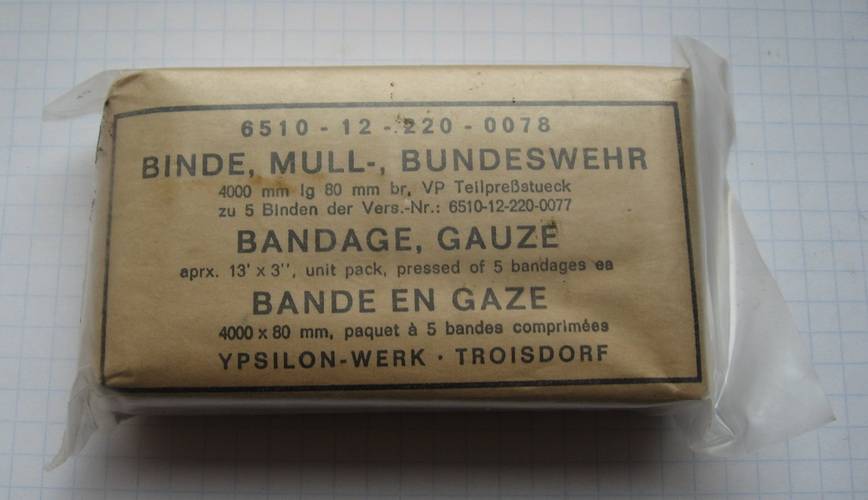 6510-12-220-0078
BINDE, MULL-, BUNDESWEHR
4000 mm lg 80 mm br, VP Teilpreßstueck
zu 5 Binden der Vers.-Nr.: 6510-12-220-0077
BANDAGE, GAUZE
aprx. 13' x 3'', unit pack, pressed of 5 bandages ea
BANDE EN GAZE
4000 x 80 mm, paquet à 5 bandes comprimées
YPSILON-WERK · TROISDORF